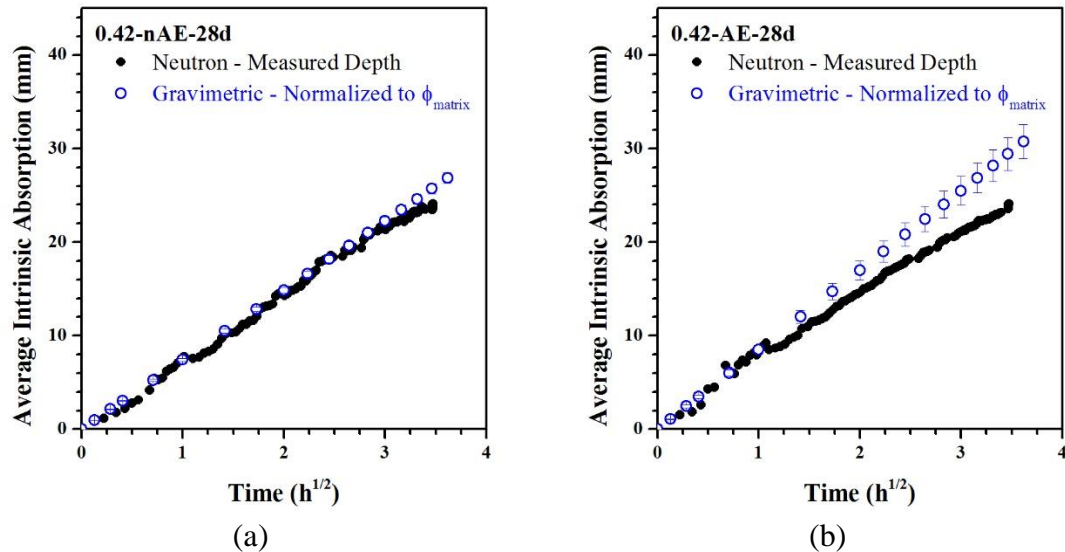 0.42-nAE-28d
Neutron - Measured Depth
Gravimetric - Normalized to ϕmatrix
Average Intrinsic Absorption (mm)
40
30
20
10
0
0 1 2 3 4
Time (h1/2)
(a)
0.42-AE-28d
Neutron - Measured Depth
Gravimetric - Normalized to ϕmatrix
Average Intrinsic Absorption (mm)
40
30
20
10
0
0 1 2 3 4
Time (h1/2)
(b)